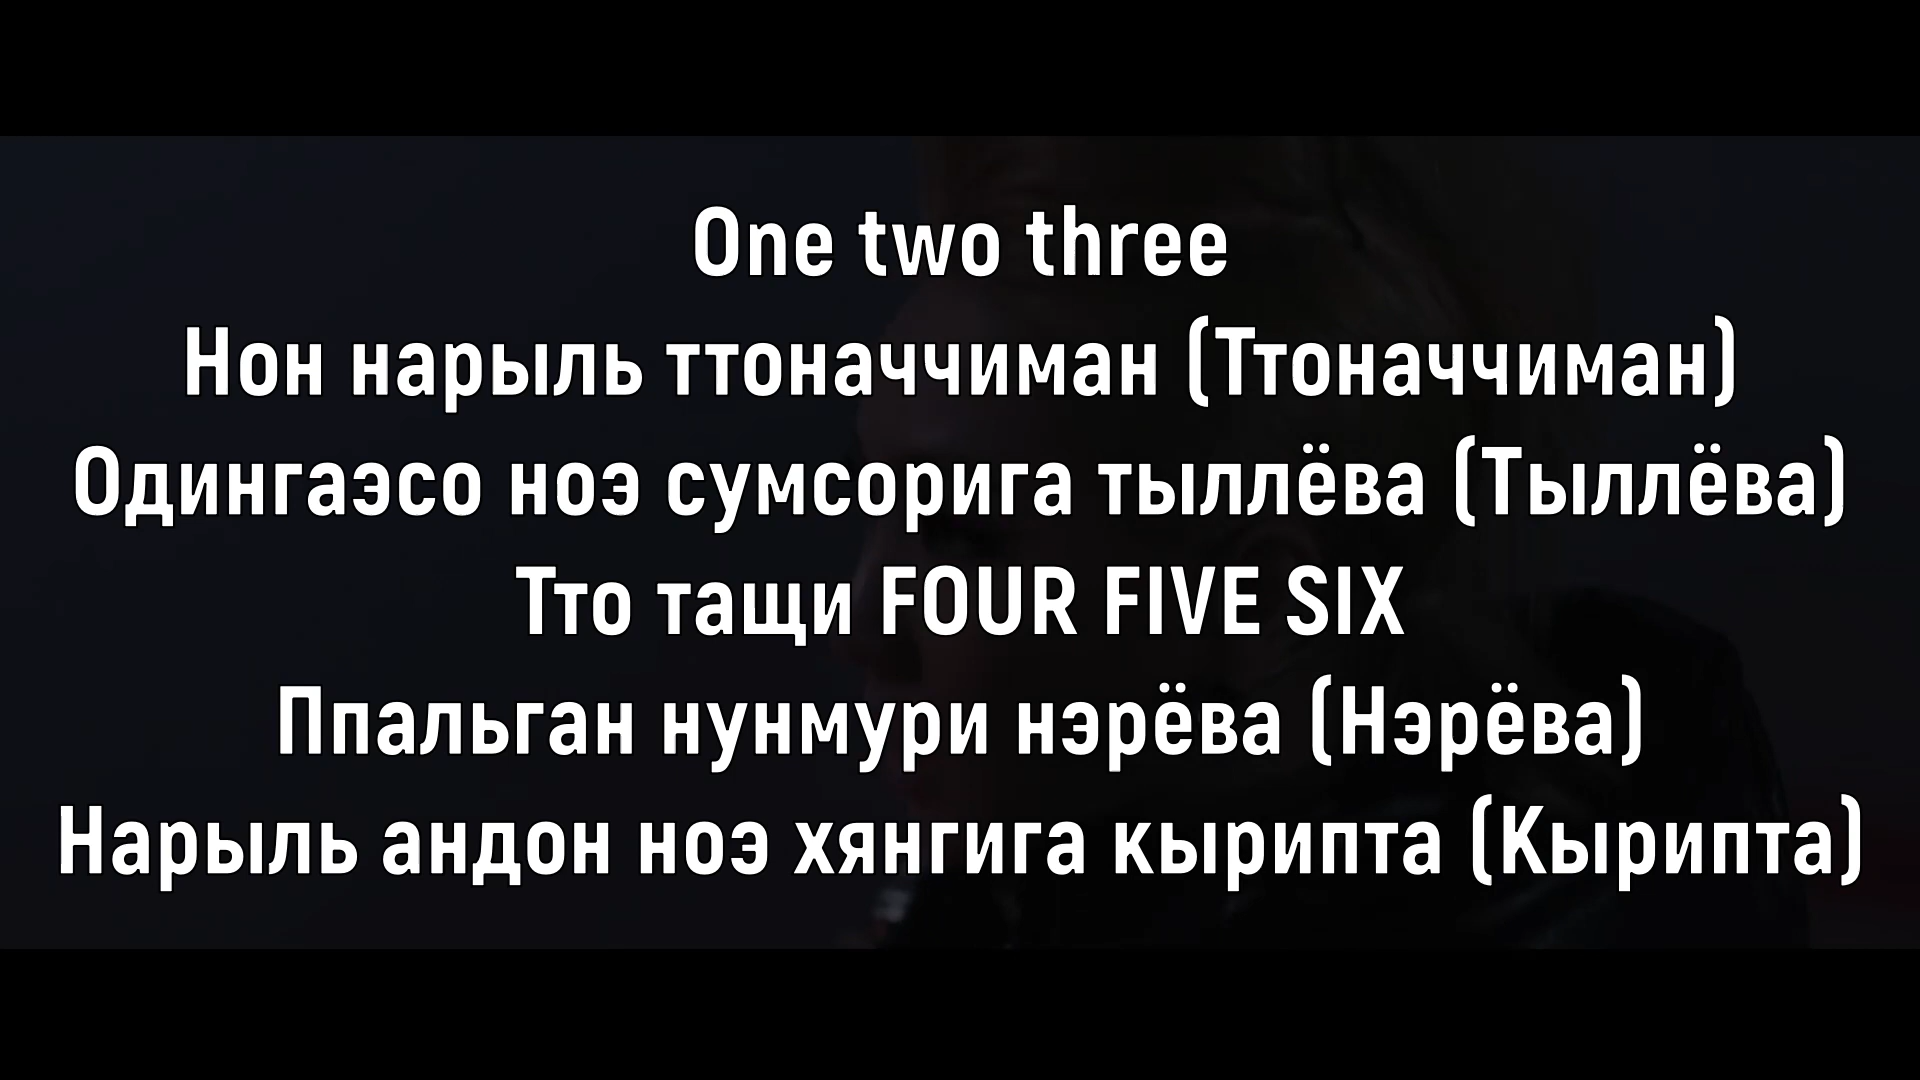 One two three
Нон нарыль ттоначчиман (Ттоначчиман)
Одингаэсо ноэ сумсорига тыллёва (Тыллёва)
Тто тащи FOUR FIVE SIX
Ппальган нунмури нэрёва (Нэрёва)
Нарыль андон ноэ хянгига кырипта (Кырипта)